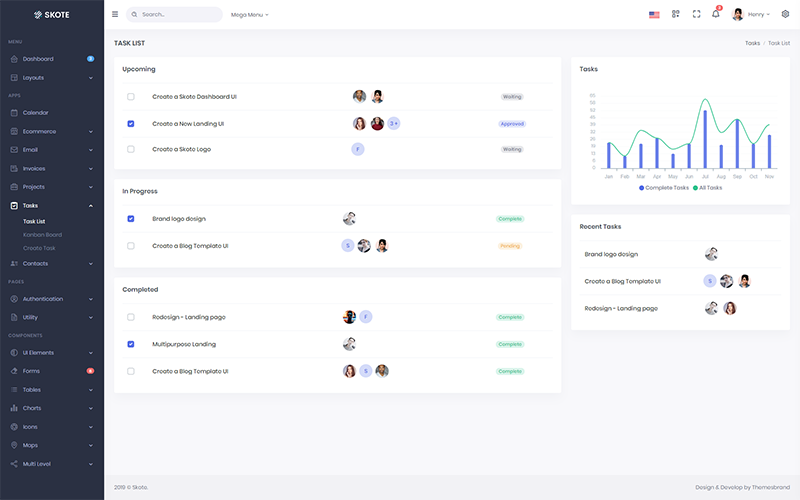 SKOTE
Search...
Mega Menu
3
Henry
MENU
Dashboard
Layouts
APPS
Calendar
Ecommerce
Email
Invoices
Projects
Tasks
Task List
Kanban Board
Create Task
Contacts
PAGES
Authentication
Utility
COMPONENTS
UI Elements
Forms
Tables
Charts
Icons
Maps
Multi Level
TASK LIST
Tasks / Task List
Upcoming
Create a Skote Dashboard UI
Waiting
Create a New Landing UI
3 +
Approved
Create a Skote Logo
F
Waiting
In Progress
Brand logo design
Complete
Create a Blog Template UI
S
Pending
Completed
Redesign - Landing page
F
Complete
Multipurpose Landing
Complete
Create a Blog Template UI
S
Complete
Tasks
55
50
45
40
35
30
25
20
15
10
5
0
Jan Feb Mar Apr May Jun Jul Aug Sep Oct Nov
Complete Tasks All Tasks
Recent Tasks
Brand logo design
Create a Blog Template UI
S
Redesign - Landing page
2019 © Skote.
Design & Develop by Themesbrand